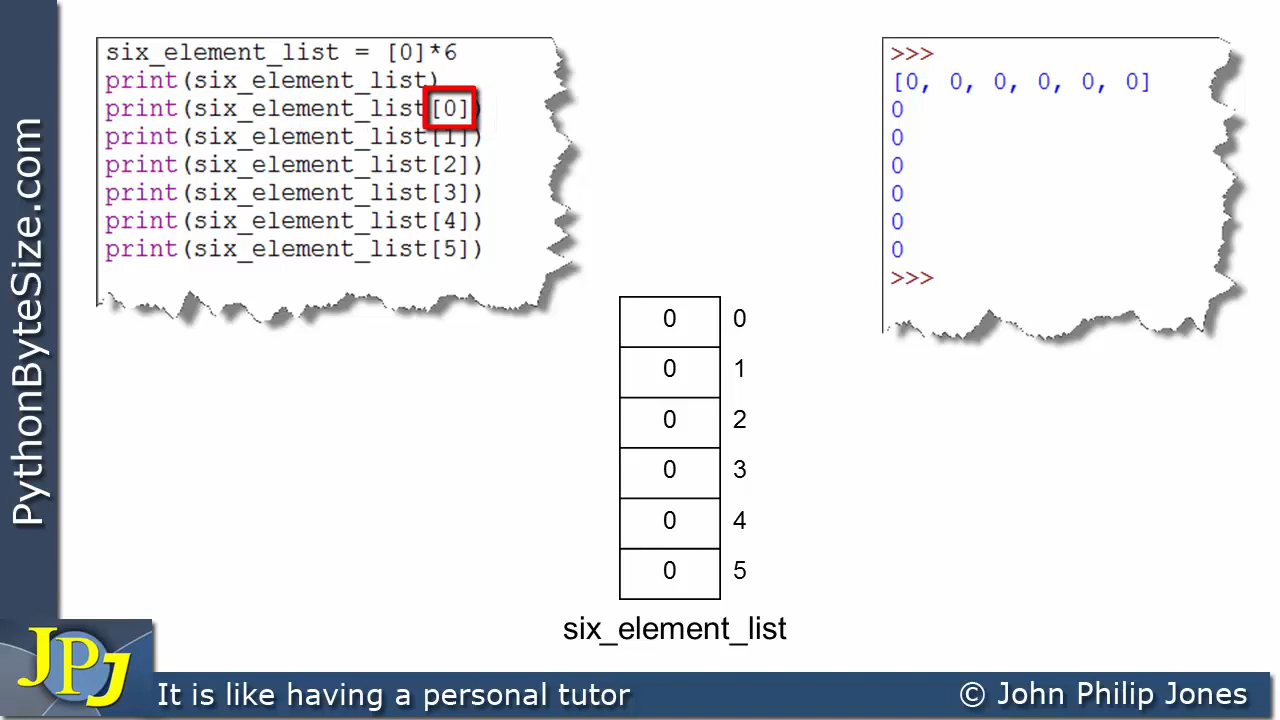 PythonByteSize.com
six_element_list = [0]*6
print(six_element_list)
print(six_element_list[0])
print(six_element_list[1])
print(six_element_list[2])
print(six_element_list[3])
print(six_element_list[4])
print(six_element_list[5])
>>>
[0, 0, 0, 0, 0, 0]
0
0
0
0
0
0
>>>
0 0
0 1
0 2
0 3
0 4
0 5
six_element_list
JPJ
It is like having a personal tutor
© John Philip Jones